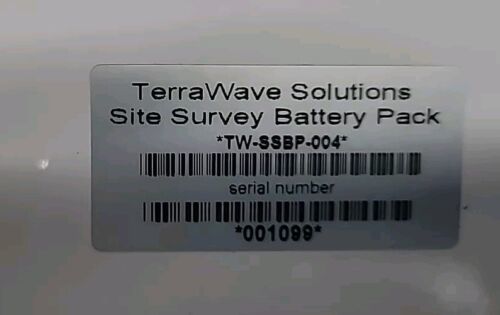 TerraWave Solutions
Site Survey Battery Pack
*TW-SSBP-004*
serial number
*001099*